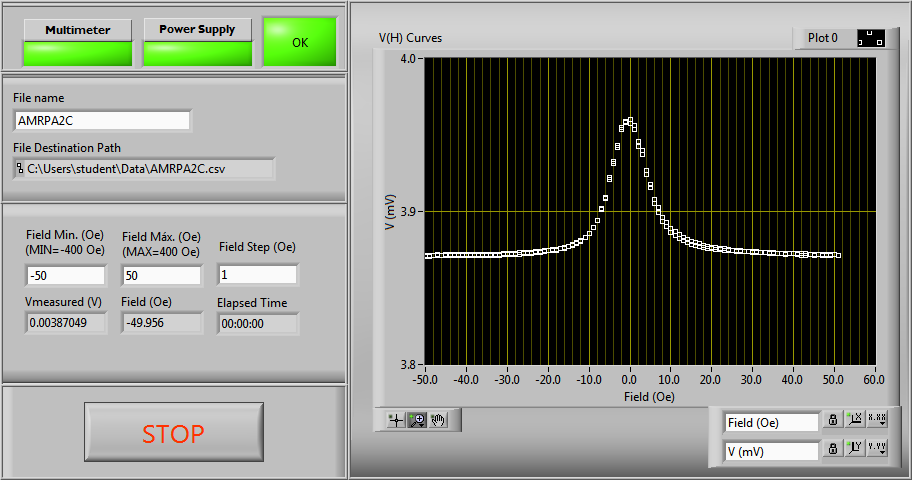 Multimeter
Power Supply
OK
File name
AMRPA2C
File Destination Path
C:\Users\student\Data\AMRPA2C.csv
Field Min. (Oe)
(MIN=-400 Oe)
Field Máx. (Oe)
(MAX=400 Oe)
Field Step (Oe)
-50
50
1
Vmeasured (V)
Field (Oe)
Elapsed Time
0.00387049
-49.956
00:00:00
STOP
V(H) Curves
Plot 0
4.0
3.9
3.8
V (mV)
-50.0 -40.0 -30.0 -20.0 -10.0 0.0 10.0 20.0 30.0 40.0 50.0 60.0
Field (Oe)
Field (Oe)
X
X.XX
V (mV)
Y
Y.YY